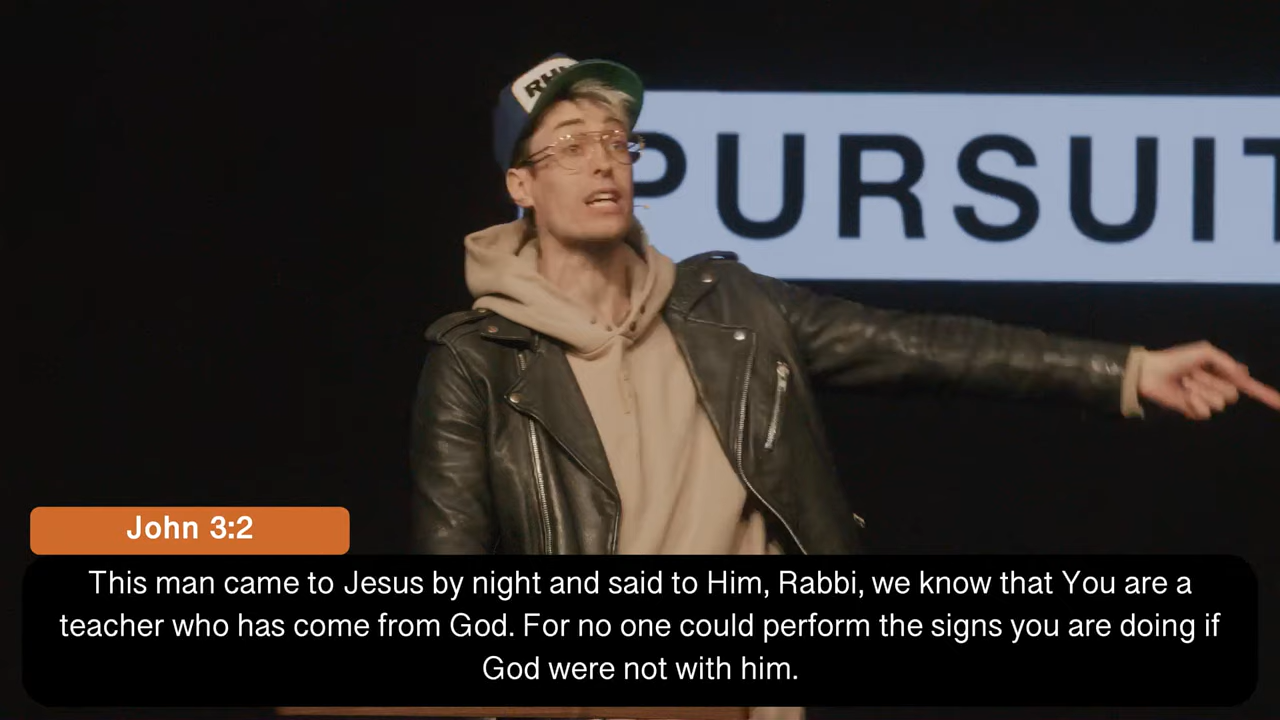 PURSUIT
John 3:2
This man came to Jesus by night and said to Him, Rabbi, we know that You are a
teacher who has come from God. For no one could perform the signs you are doing if
God were not with him.